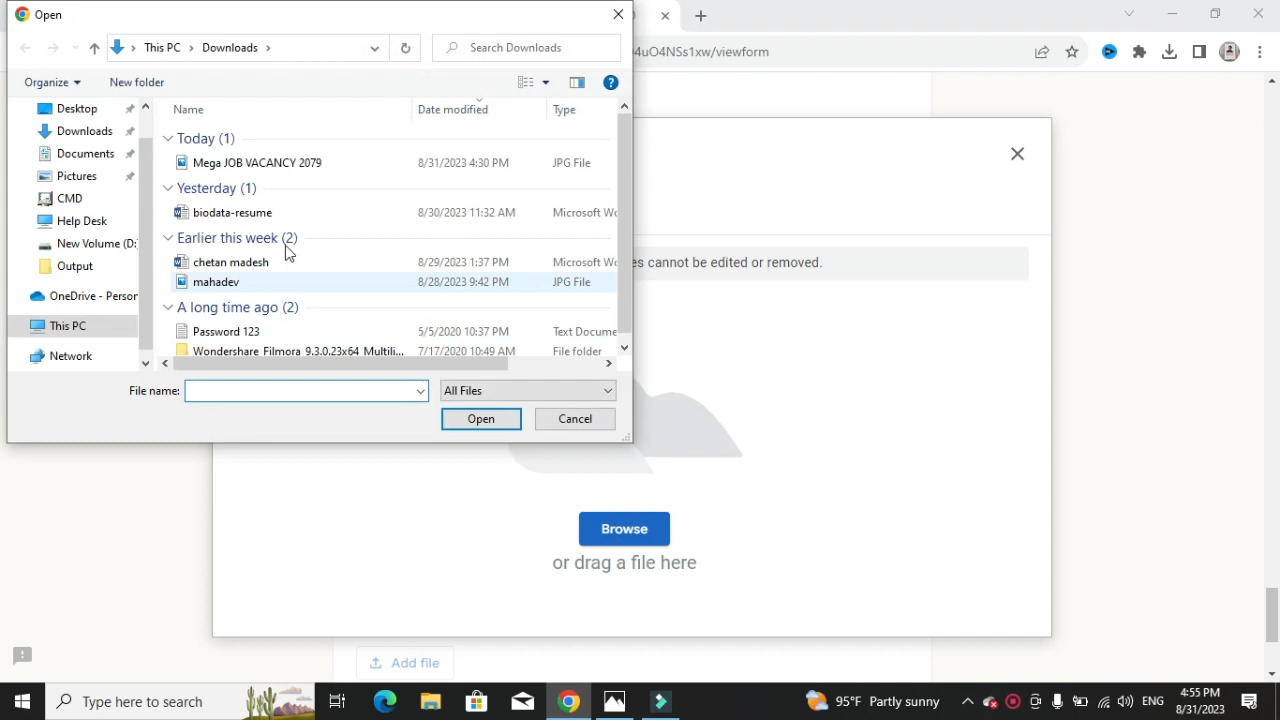 Open
4uO4NSs1xw/viewform
This PC
Downloads
Search Downloads
Organize
New folder
Name
Date modified
Type
Desktop
Downloads
Documents
Pictures
CMD
Help Desk
New Volume (D:
Output
OneDrive - Person
This PC
Network
Today (1)
Mega JOB VACANCY 2079 8/31/2023 4:30 PM JPG File
Yesterday (1)
biodata-resume 8/30/2023 11:32 AM Microsoft Wo
Earlier this week (2)
chetan madesh 8/29/2023 1:37 PM Microsoft Wo
mahadev 8/28/2023 9:42 PM JPG File
A long time ago (2)
Password 123 5/5/2020 10:37 PM Text Docume
Wondershare Filmora 9.3.0.23x64 Multili... 7/17/2020 10:49 AM File folder
File name:
All Files
Open
Cancel
es cannot be edited or removed.
Browse
or drag a file here
Add file
Type here to search
95°F Partly sunny
ENG
4:55 PM
8/31/2023